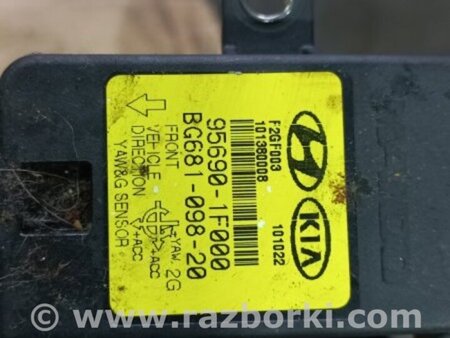 F2GF003
101380008
101022
KIA
95690-1F000
BG681-098-20
YAW. 2G
+ACC
+ACC
FRONT
VEHICLE
DIRECTION
YAW&G SENSOR
© www.razborki.com